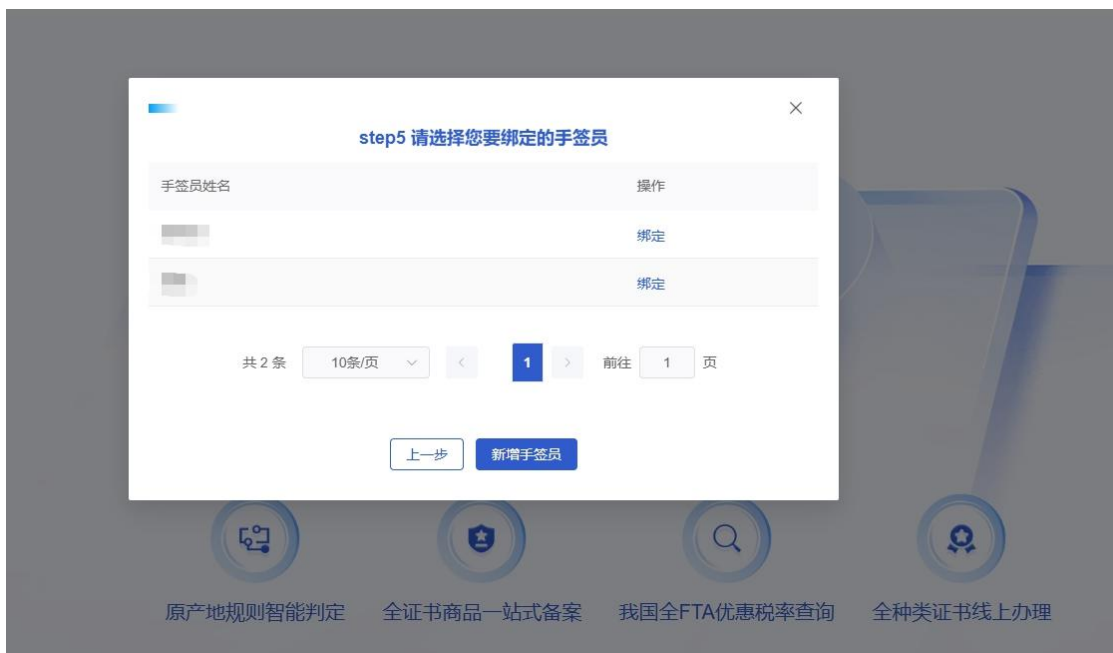 step5 请选择您要绑定的手签员
手签员姓名 操作
绑定
绑定
共 2 条 10条/页 1 前往 1 页
上一步 新增手签员
原产地规则智能判定 全证书商品一站式备案 我国全FTA优惠税率查询 全种类证书线上办理